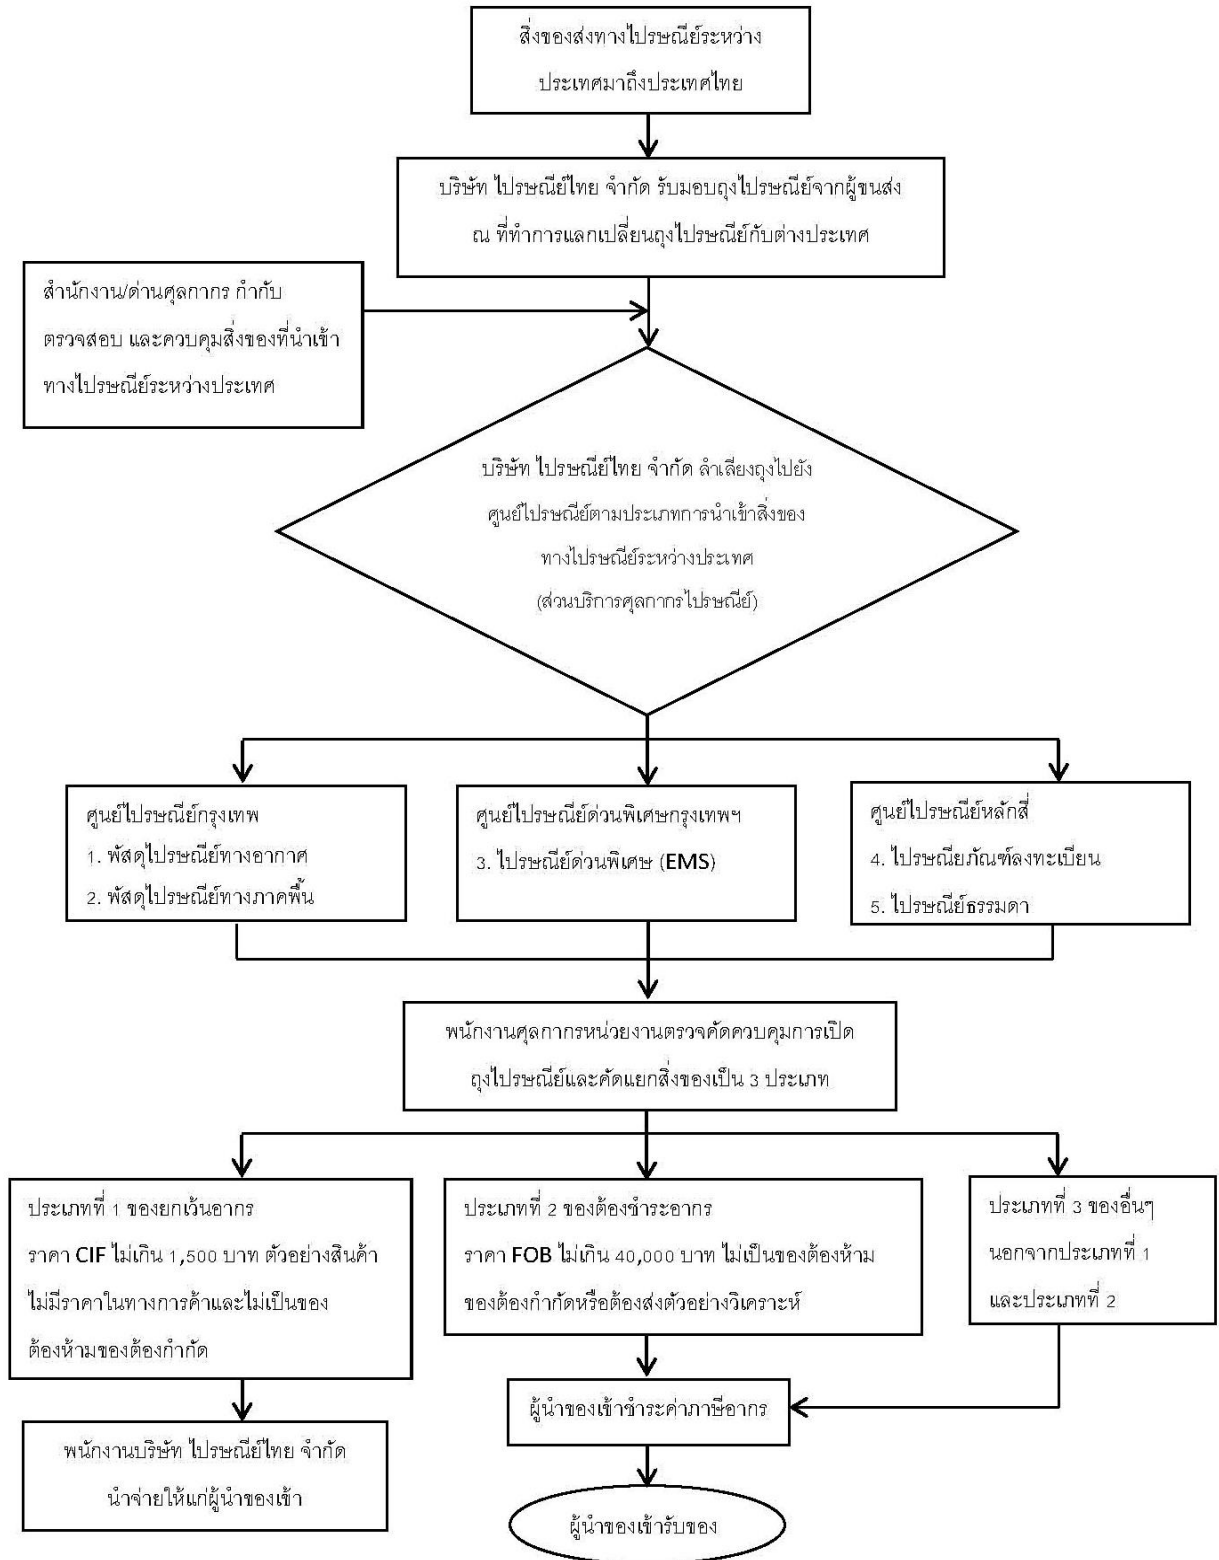 สิ่งของส่งทางไปรษณีย์ระหว่าง
ประเทศมาถึงประเทศไทย
บริษัท ไปรษณีย์ไทย จำกัด รับมอบถุงไปรษณีย์จากผู้ขนส่ง
ณ ที่ทำการแลกเปลี่ยนถุงไปรษณีย์กับต่างประเทศ
สำนักงาน/ด่านศุลกากร กำกับ
ตรวจสอบ และควบคุมสิ่งของที่นำเข้า
ทางไปรษณีย์ระหว่างประเทศ
บริษัท ไปรษณีย์ไทย จำกัด ลำเลียงถุงไปยัง
ศูนย์ไปรษณีย์ตามประเภทการนำเข้าสิ่งของ
ทางไปรษณีย์ระหว่างประเทศ
(ส่วนบริการศุลกากรไปรษณีย์)
ศูนย์ไปรษณีย์กรุงเทพ
1. พัสดุไปรษณีย์ทางอากาศ
2. พัสดุไปรษณีย์ทางภาคพื้น
ศูนย์ไปรษณีย์ด่วนพิเศษกรุงเทพฯ
3. ไปรษณีย์ด่วนพิเศษ (EMS)
ศูนย์ไปรษณีย์หลักสี่
4. ไปรษณียภัณฑ์ลงทะเบียน
5. ไปรษณีย์ธรรมดา
พนักงานศุลกากรหน่วยงานตรวจคัดควบคุมการเปิด
ถุงไปรษณีย์และคัดแยกสิ่งของเป็น 3 ประเภท
ประเภทที่ 1 ของยกเว้นอากร
ราคา CIF ไม่เกิน 1,500 บาท ตัวอย่างสินค้า
ไม่มีราคาในทางการค้าและไม่เป็นของ
ต้องห้ามของต้องกำกัด
ประเภทที่ 2 ของต้องชำระอากร
ราคา FOB ไม่เกิน 40,000 บาท ไม่เป็นของต้องห้าม
ของต้องกำกัดหรือต้องส่งตัวอย่างวิเคราะห์
ประเภทที่ 3 ของอื่นๆ
นอกจากประเภทที่ 1
และประเภทที่ 2
พนักงานบริษัท ไปรษณีย์ไทย จำกัด
นำจ่ายให้แก่ผู้นำของเข้า
ผู้นำของเข้าชำระค่าภาษีอากร
ผู้นำของเข้ารับของ